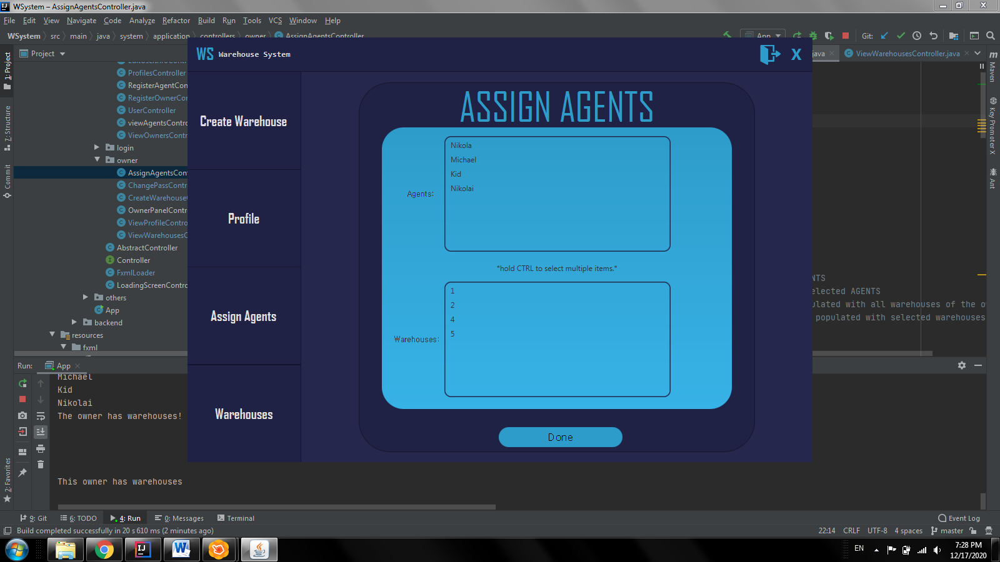 WSystem – AssignAgentsController.java
File Edit View Navigate Code Analyze Refactor Build Run Tools VCS Window Help
WSystem src main java system application controllers owner AssignAgentsController
App
Git:
Project
java
ViewWarehousesController.java
1: Project
7: Structure
Commit
2: Favorites
Maven
Key Promoter X
Ant
ProfilesController
RegisterAgentCon
RegisterOwnerCor
UserController
viewAgentsContro
ViewOwnersContr
login
owner
AssignAgentsCont
ChangePassContr
CreateWarehouse
OwnerPanelContr
ViewProfileContro
ViewWarehousesC
AbstractController
Controller
FxmlLoader
LoadingScreenContro
others
App
backend
resources
fxml
WS Warehouse System
X
Create Warehouse
Profile
Assign Agents
Warehouses
ASSIGN AGENTS
Agents:
Nikola
Michael
Kid
Nikolai
*hold CTRL to select multiple items.*
Warehouses:
1
2
4
5
Done
NTS
elected AGENTS
ulated with all warehouses of the o
populated with selected warehouses
Run: App
Michael
Kid
Nikolai
The owner has warehouses!
This owner has warehouses
9: Git 6: TODO 4: Run 0: Messages Terminal
Event Log
Build completed successfully in 20 s 610 ms (2 minutes ago)
22:14 CRLF UTF-8 4 spaces master
EN
7:28 PM
12/17/2020